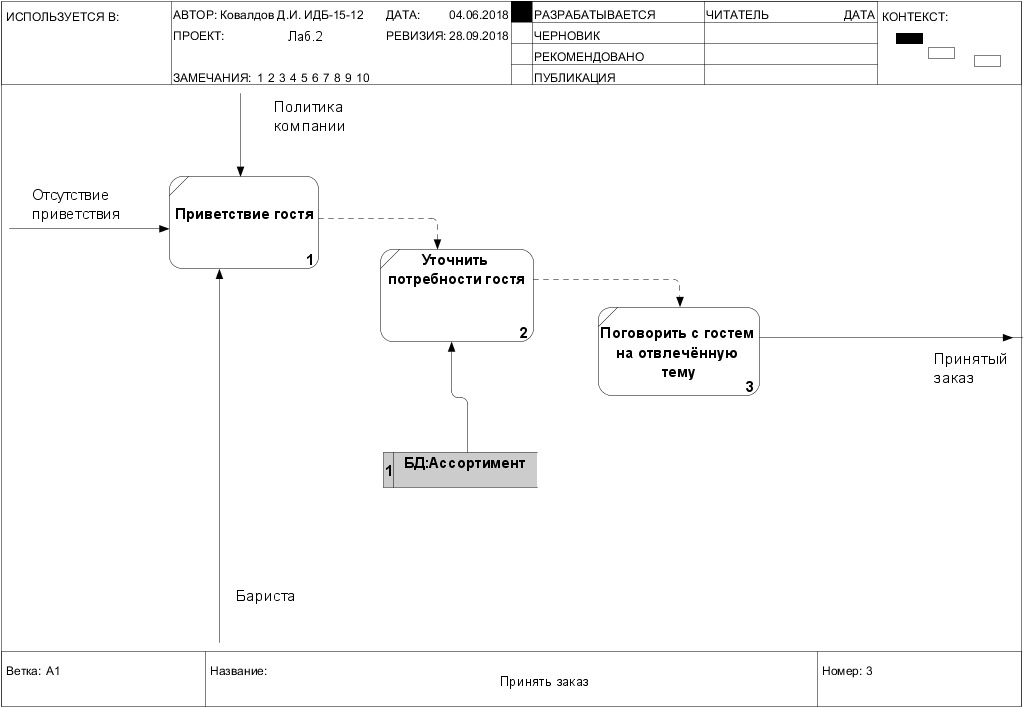 ИСПОЛЬЗУЕТСЯ В:
АВТОР: Ковалдов Д.И. ИДБ-15-12
ДАТА: 04.06.2018
РАЗРАБАТЫВАЕТСЯ
ЧИТАТЕЛЬ
ДАТА
КОНТЕКСТ:
ПРОЕКТ: Лаб.2
РЕВИЗИЯ: 28.09.2018
ЧЕРНОВИК
РЕКОМЕНДОВАНО
ЗАМЕЧАНИЯ: 1 2 3 4 5 6 7 8 9 10
ПУБЛИКАЦИЯ
Политика
компании
Отсутствие
приветствия
Приветствие гостя
1
Уточнить
потребности гостя
2
Поговорить с гостем
на отвлечённую
тему
3
Принятый
заказ
1
БД:Ассортимент
Бариста
Ветка: A1
Название:
Принять заказ
Номер: 3